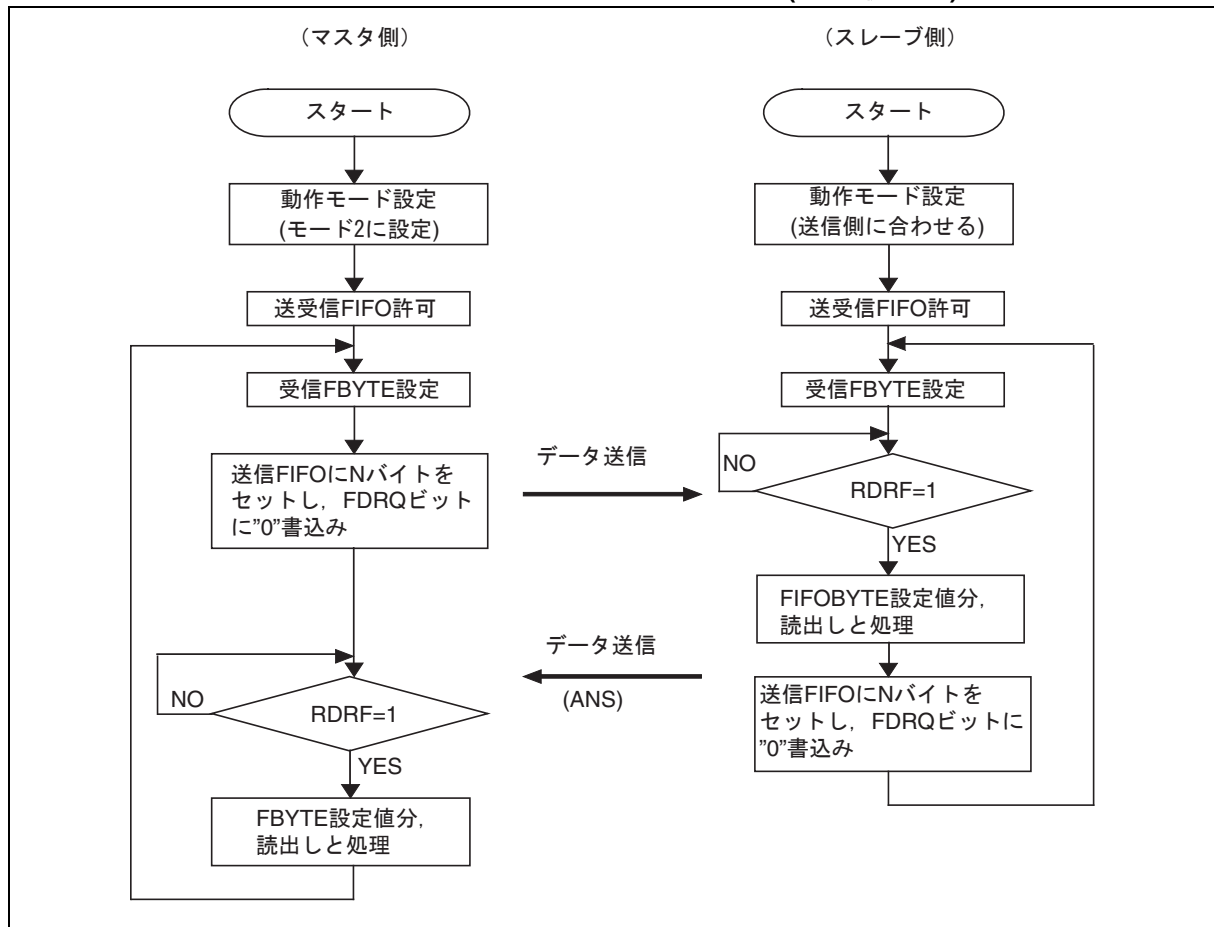 （マスタ側）
スタート
動作モード設定
(モード2に設定)
送受信FIFO許可
受信FBYTE設定
送信FIFOにNバイトを
セットし，FDRQビット
に”0”書込み
NO
RDRF=1
YES
FBYTE設定値分，
読出しと処理
データ送信
データ送信
(ANS)
（スレーブ側）
スタート
動作モード設定
(送信側に合わせる)
送受信FIFO許可
受信FBYTE設定
NO
RDRF=1
YES
FIFOBYTE設定値分，
読出しと処理
送信FIFOにNバイトを
セットし，FDRQビットに
”0”書込み